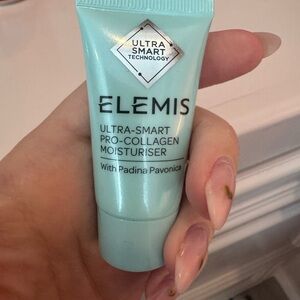 ULTRA
SMART
TECHNOLOGY
ELEMIS
ULTRA-SMART
PRO-COLLAGEN
MOISTURISER
With Padina Pavonica